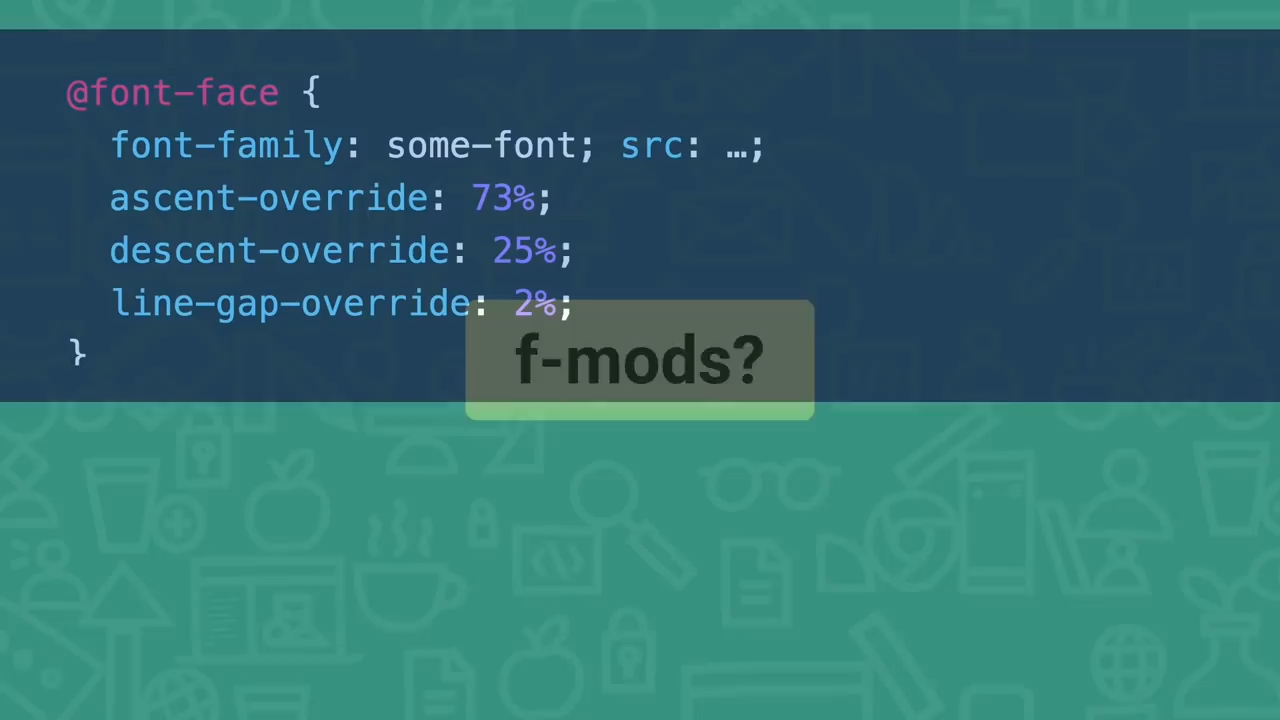 @font-face {
font-family: some-font; src: …;
ascent-override: 73%;
descent-override: 25%;
line-gap-override: 2%;
}
f-mods?